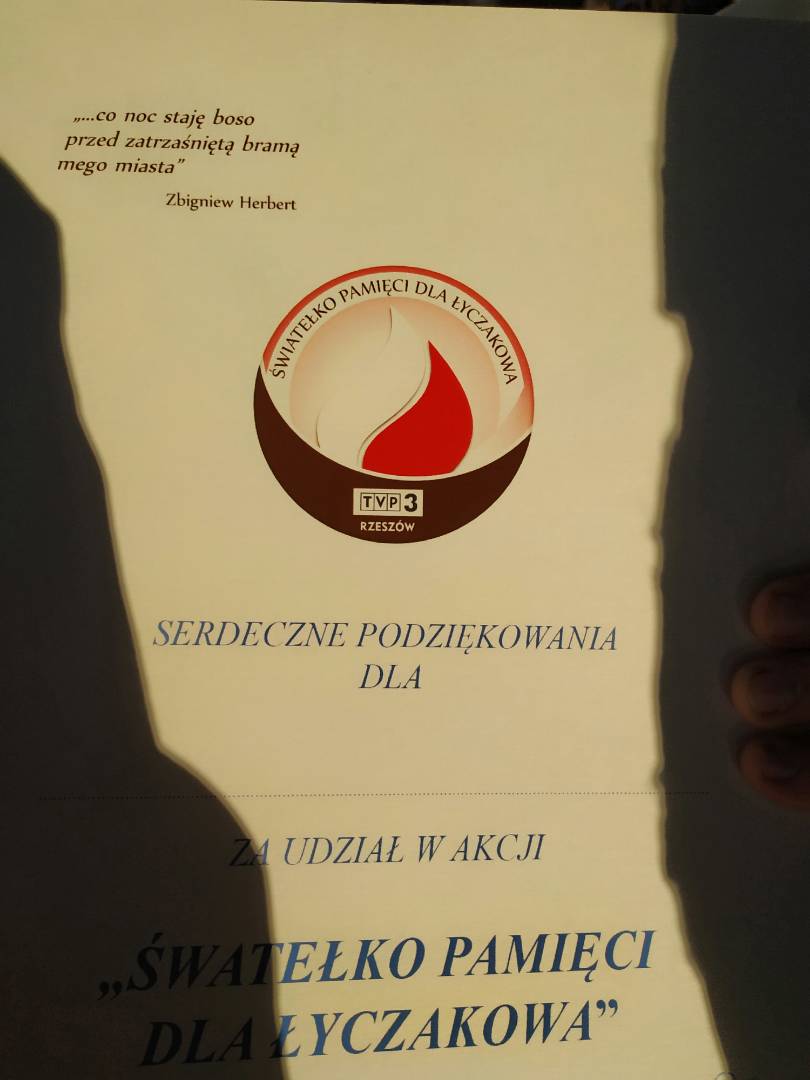 „...co noc staję boso
przed zatrzaśniętą bramą
mego miasta”
Zbigniew Herbert
ŚWIATEŁKO PAMIĘCI DLA ŁYCZAKOWA
TVP3
RZESZÓW
SERDECZNE PODZIĘKOWANIA
DLA
ZA UDZIAŁ W AKCJI
„ŚWATEŁKO PAMIĘCI
DLA ŁYCZAKOWA”